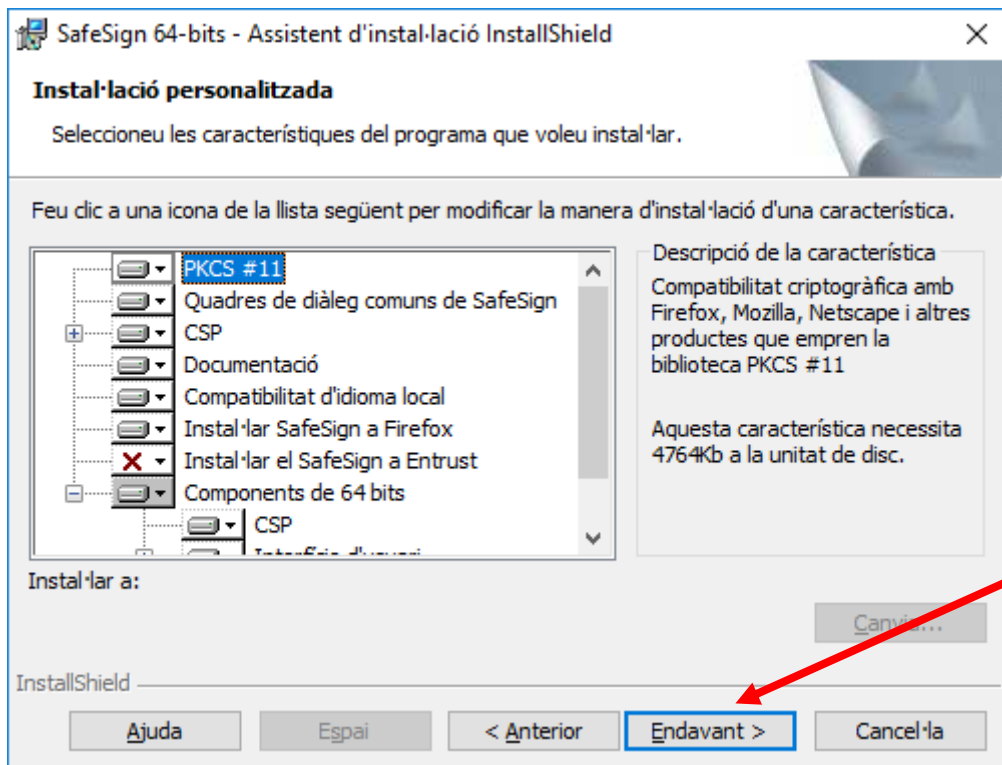 SafeSign 64-bits - Assistent d'instal·lació InstallShield
Instal·lació personalitzada
Seleccioneu les característiques del programa que voleu instal·lar.
Feu clic a una icona de la llista següent per modificar la manera d'instal·lació d'una característica.
PKCS #11
Quadres de diàleg comuns de SafeSign
CSP
Documentació
Compatibilitat d'idioma local
Instal·lar SafeSign a Firefox
Instal·lar el SafeSign a Entrust
Components de 64 bits
CSP
Interfície d'usuari
Descripció de la característica
Compatibilitat criptogràfica amb
Firefox, Mozilla, Netscape i altres
productes que empren la
biblioteca PKCS #11
Aquesta característica necessita
4764Kb a la unitat de disc.
Instal·lar a:
Canvia...
InstallShield
Ajuda
Espai
< Anterior
Endavant >
Cancel·la